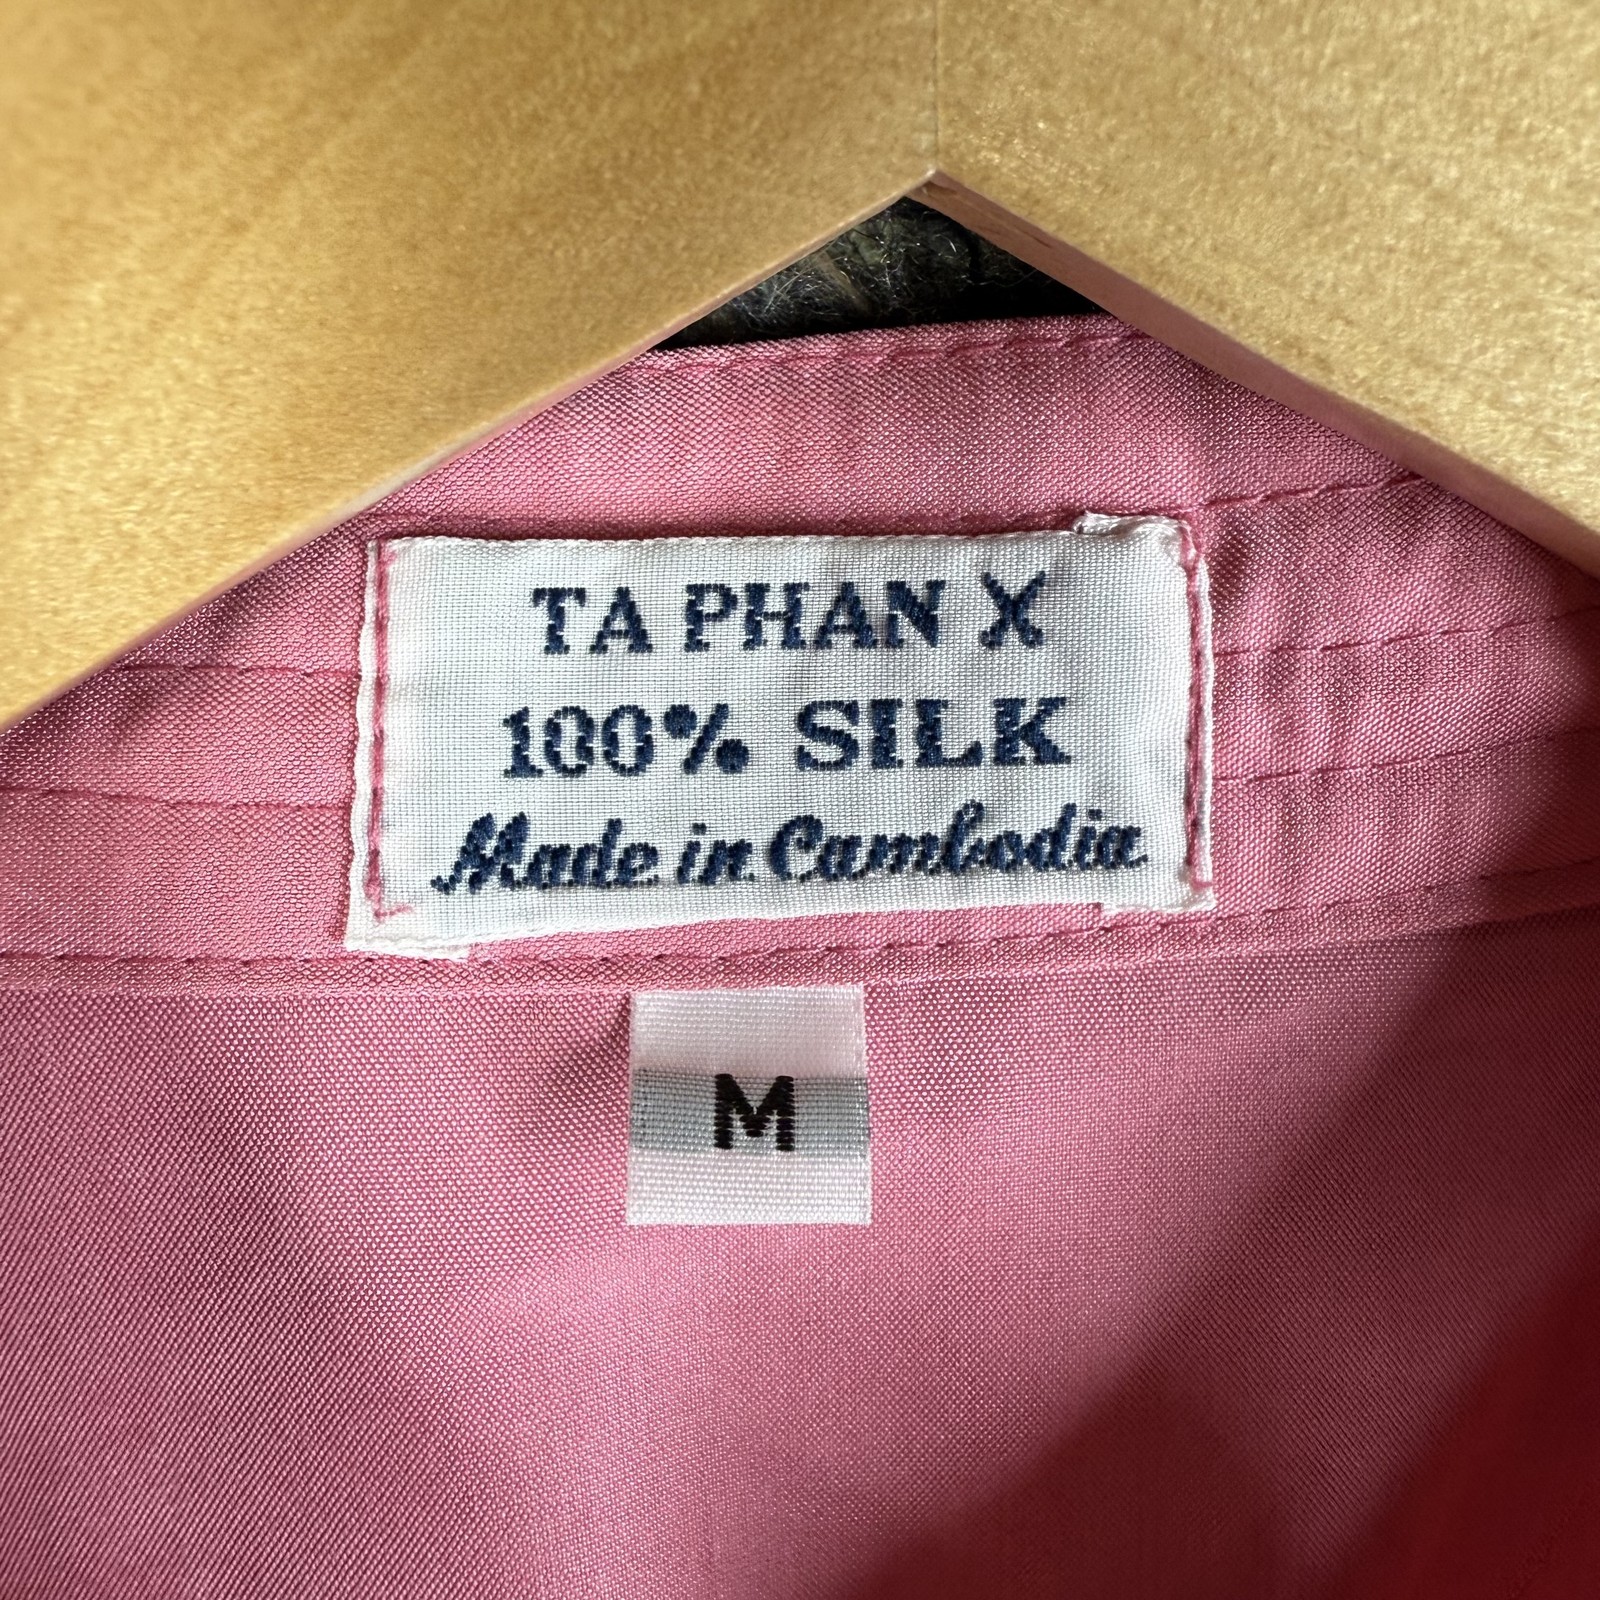 TA PHAN X
100% SILK
Made in Cambodia
M